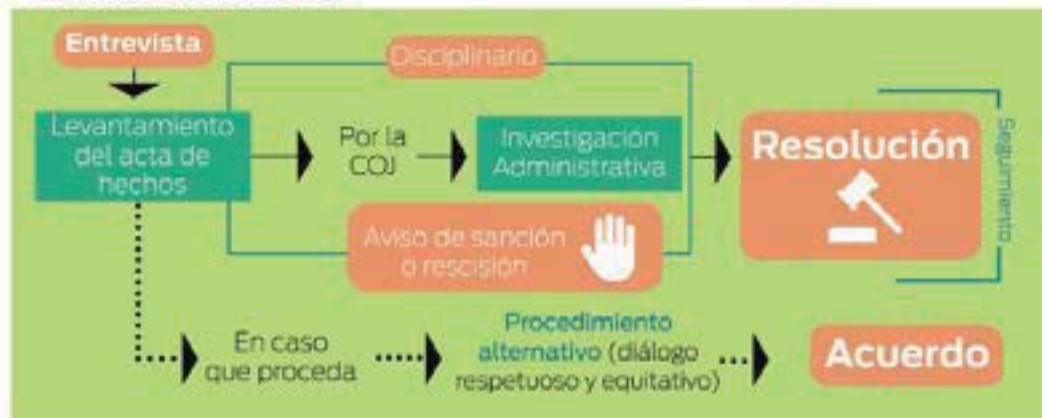 Entrevista
Disciplinario
Levantamiento
del acta de
hechos
Por la
COJ
Investigación
Administrativa
Resolución
Seguimiento
Aviso de sanción
o rescisión
En caso
que proceda
Procedimiento
alternativo (diálogo
respetuoso y equitativo)
Acuerdo